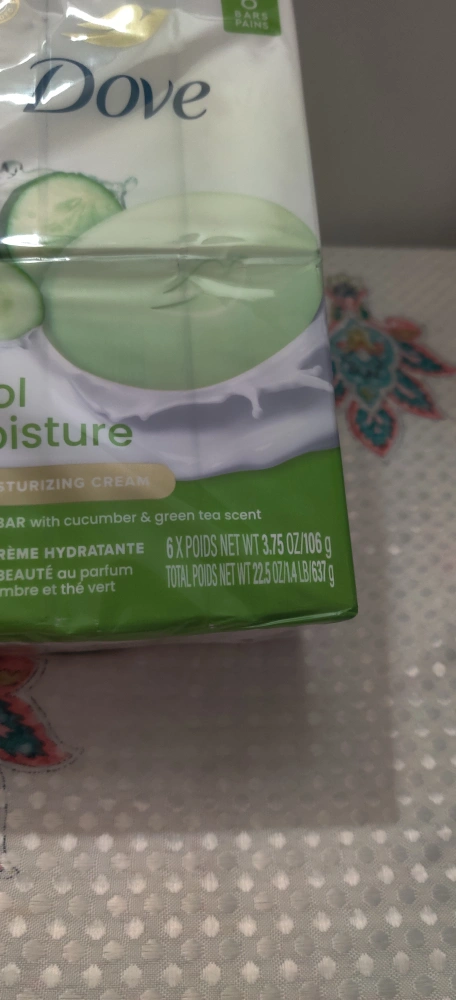 BARS
PAINS
Dove
ol
oisture
STURIZING CREAM
BAR with cucumber & green tea scent
RÈME HYDRATANTE
BEAUTÉ au parfum
mbre et thé vert
6 X POIDS NET WT 3.75 OZ/106 g
TOTAL POIDS NET WT 22.5 OZ/1.4 LB/637 g